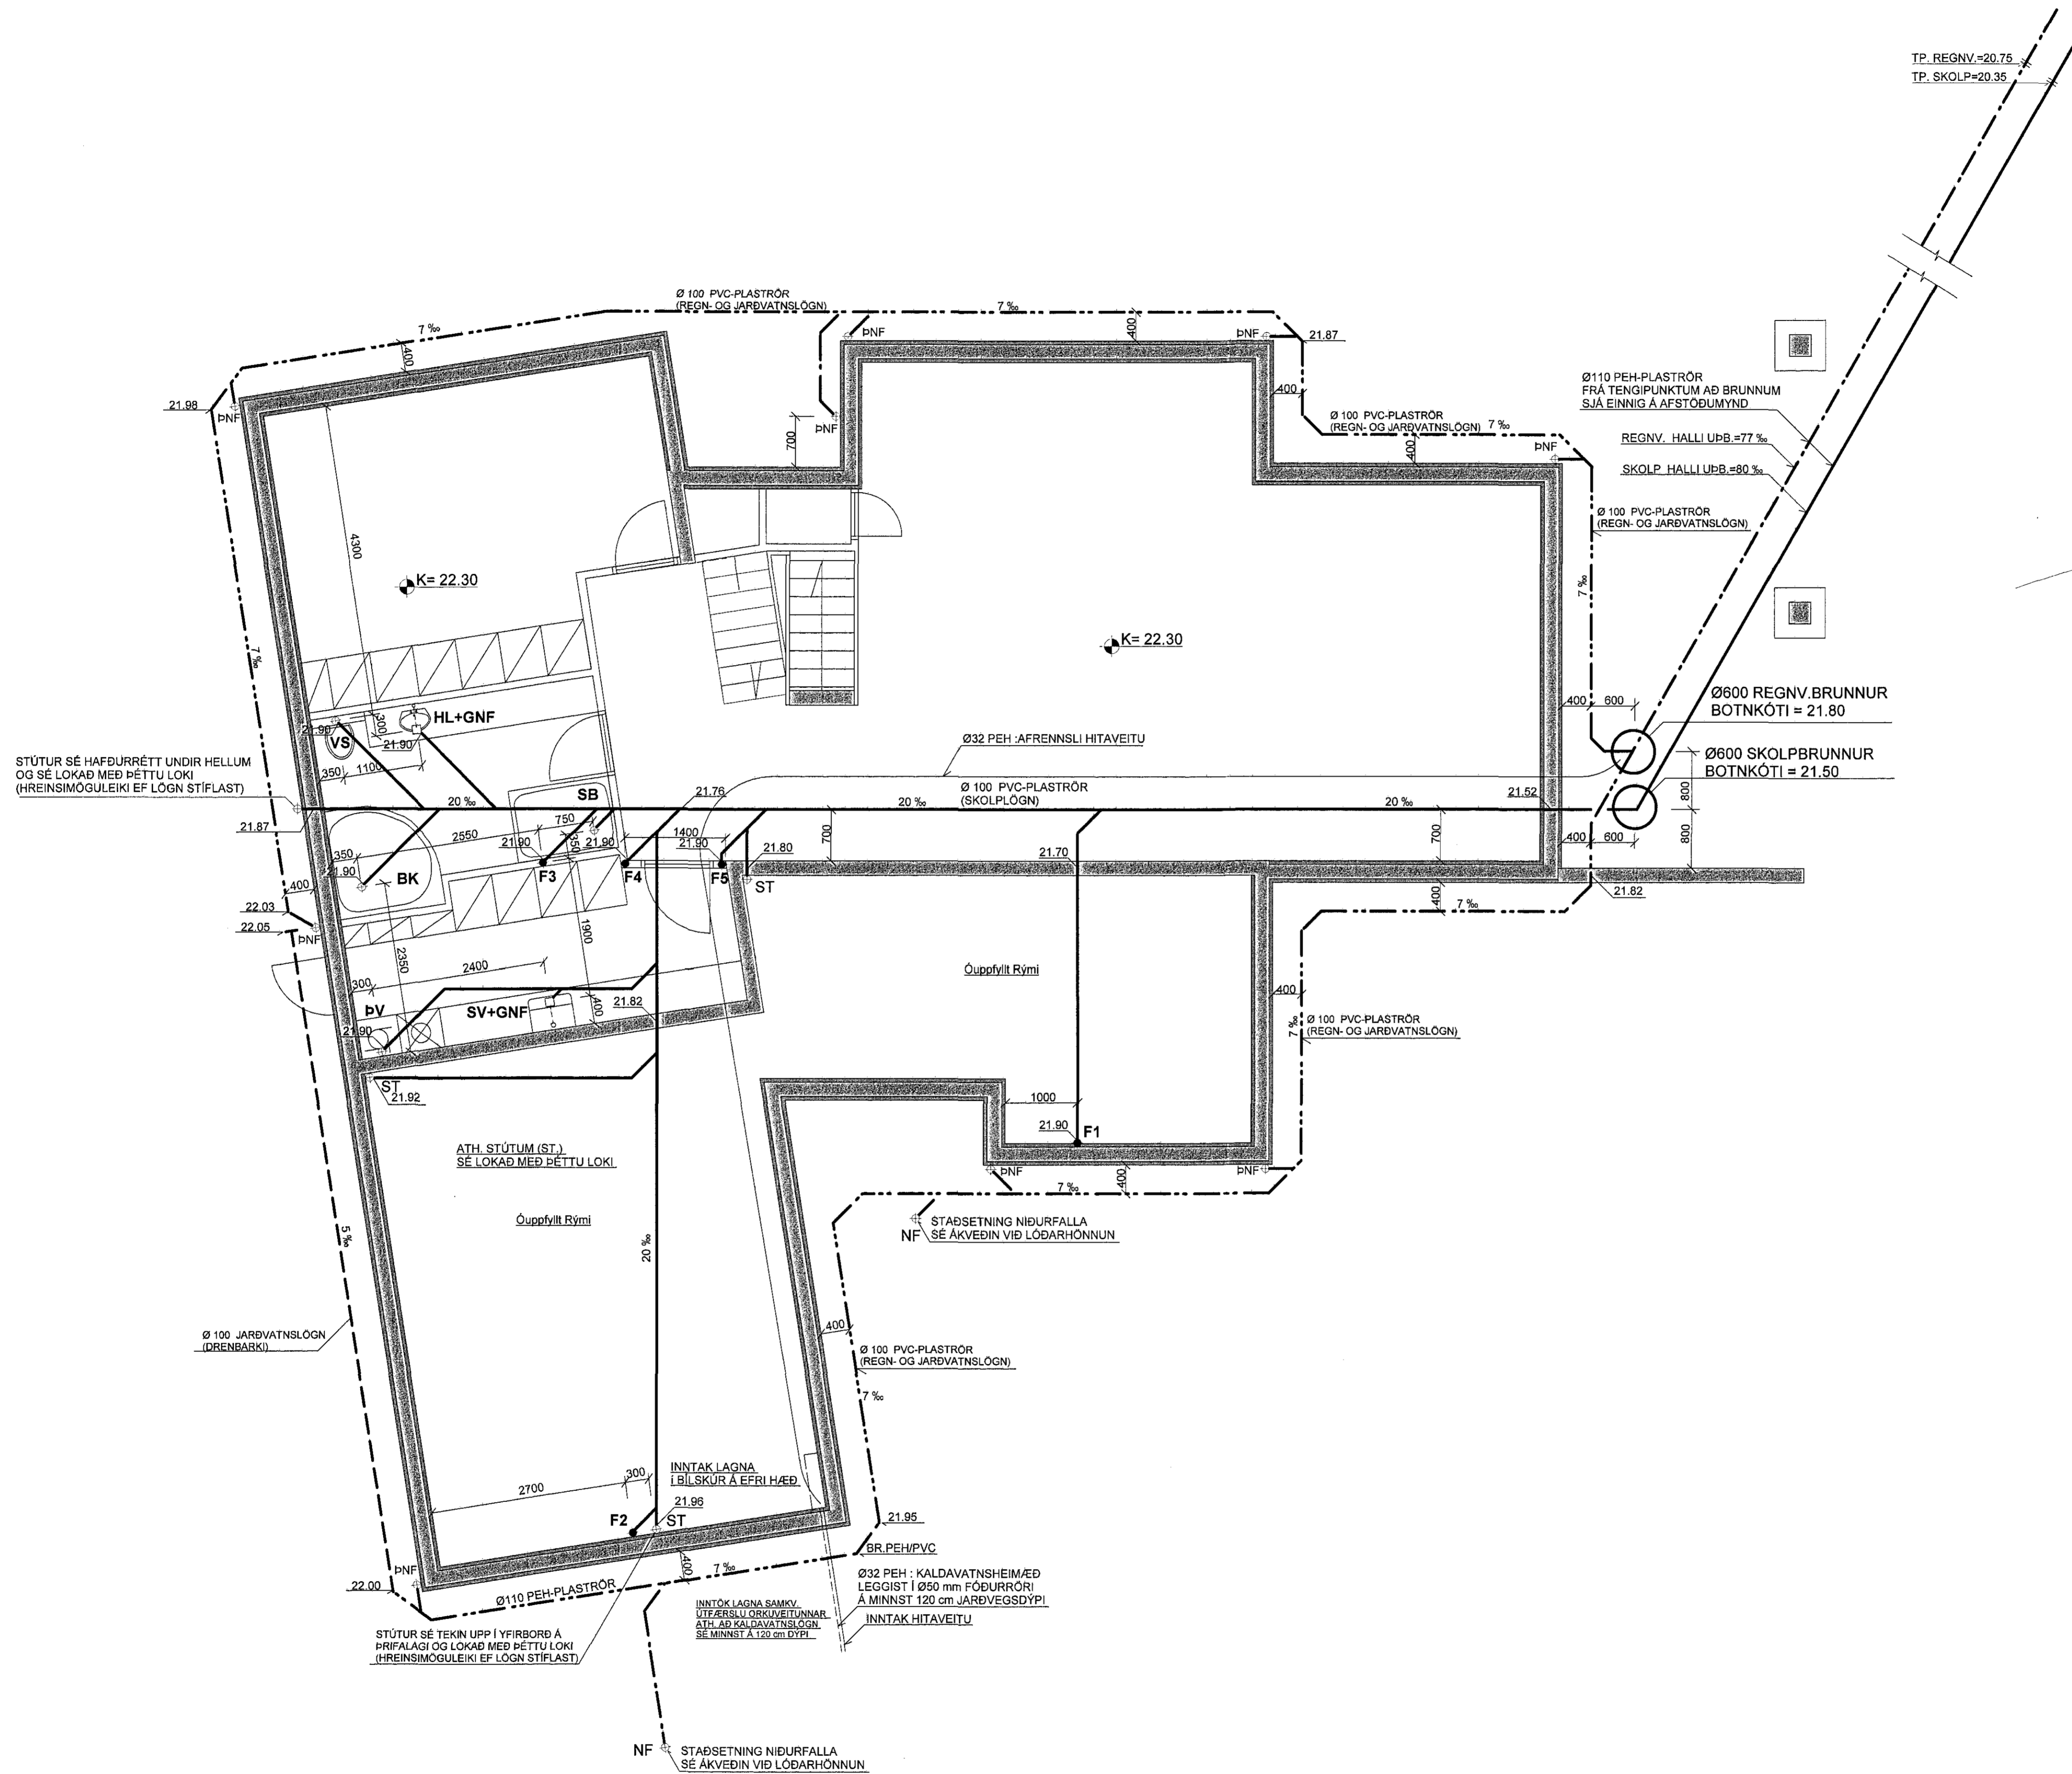 TP. REGNV.=20.75
TP. SKOLP=20.35
Ø 100 PVC-PLASTRÖR
(REGN- OG JARÐVATNSLÖGN)
7 ‰
7 ‰
400
400
ÞNF
ÞNF
21.87
Ø110 PEH-PLASTRÖR
FRÁ TENGIPUNKTUM AÐ BRUNNUM
SJÁ EINNIG Á AFSTÖÐUMYND
400
21.98
ÞNF
ÞNF
700
Ø 100 PVC-PLASTRÖR
(REGN- OG JARÐVATNSLÖGN)
7 ‰
400
ÞNF
REGNV. HALLI UÞB.=77 ‰
SKOLP HALLI UÞB.=80 ‰
Ø 100 PVC-PLASTRÖR
(REGN- OG JARÐVATNSLÖGN)
4300
K= 22.30
7 ‰
K= 22.30
7 ‰
Ø600 REGNV.BRUNNUR
BOTNKÓTI = 21.80
400
600
HL+GNF
300
21.90
VS
21.90
350
1100
Ø32 PEH :AFRENNSLI HITAVEITU
Ø600 SKOLPBRUNNUR
BOTNKÓTI = 21.50
STÚTUR SÉ HAFÐURRÉTT UNDIR HELLUM
OG SÉ LOKAÐ MEÐ ÞÉTTU LOKI
(HREINSIMÖGULEIKI EF LÖGN STÍFLAST)
SB
21.76
Ø 100 PVC-PLASTRÖR
(SKOLPLÖGN)
20 ‰
20 ‰
20 ‰
21.52
800
21.87
750
2550
1400
700
700
400
600
800
350
21.90
350
21.90
21.90
21.80
21.70
21.90
BK
F3
F4
F5
ST
400
22.03
22.05
ÞNF
400
7 ‰
21.82
1900
2350
2400
Óuppfyllt Rými
300
ÞV
SV+GNF
21.82
400
21.90
400
7 ‰
Ø 100 PVC-PLASTRÖR
(REGN- OG JARÐVATNSLÖGN)
ST
21.92
1000
21.90
F1
ATH. STÚTUM (ST.)
SÉ LOKAÐ MEÐ ÞÉTTU LOKI
ÞNF
ÞNF
400
7 ‰
Óuppfyllt Rými
STAÐSETNING NIÐURFALLA
NF
SÉ ÁKVEÐIN VIÐ LÓÐARHÖNNUN
5 ‰
20 ‰
Ø 100 JARÐVATNSLÖGN
(DRENBARKI)
400
Ø 100 PVC-PLASTRÖR
(REGN- OG JARÐVATNSLÖGN)
7 ‰
INNTAK LAGNA
Í BÍLSKÚR Á EFRI HÆÐ
2700
300
21.96
F2
ST
21.95
BR.PEH/PVC
ÞNF
22.00
400
7 ‰
Ø110 PEH-PLASTRÖR
Ø32 PEH : KALDAVATNSHEIMÆÐ
LEGGIST Í Ø50 mm FÓÐURRÖRI
Á MINNST 120 cm JARÐVEGSDÝPI
INNTAK HITAVEITU
INNTÖK LAGNA SAMKV.
ÚTFÆRSLU ORKUVEITUNNAR
ATH. AÐ KALDAVATNSLÖGN
SÉ MINNST Á 120 cm DÝPI
STÚTUR SÉ TEKIN UPP Í YFIRBORÐ Á
ÞRIFALAGI OG LOKAÐ MEÐ ÞÉTTU LOKI
(HREINSIMÖGULEIKI EF LÖGN STÍFLAST)
NF
STAÐSETNING NIÐURFALLA
SÉ ÁKVEÐIN VIÐ LÓÐARHÖNNUN